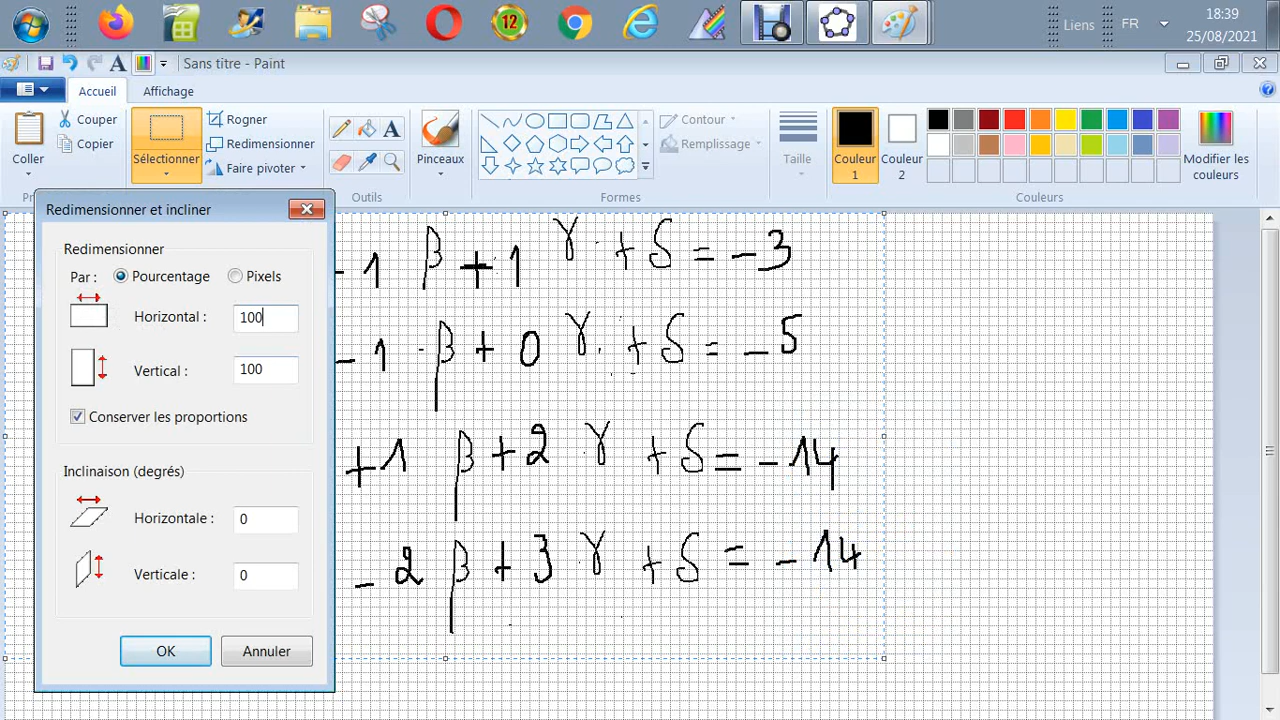 18:39
Liens FR
25/08/2021
12
Sans titre - Paint
Accueil Affichage
Coller
Couper
Copier
Sélectionner
Rogner
Redimensionner
Faire pivoter
Outils
Pinceaux
Contour
Remplissage
Formes
Taille
Couleur 1
Couleur 2
Modifier les couleurs
Couleurs
Redimensionner et incliner
Redimensionner
Par : Pourcentage Pixels
Horizontal : 100
Vertical : 100
Conserver les proportions
Inclinaison (degrés)
Horizontale : 0
Verticale : 0
OK Annuler
-1 β +1 γ + δ = -3
-1 β + 0 γ + δ = -5
+1 β + 2 γ + δ = -14
-2 β + 3 γ + δ = -14